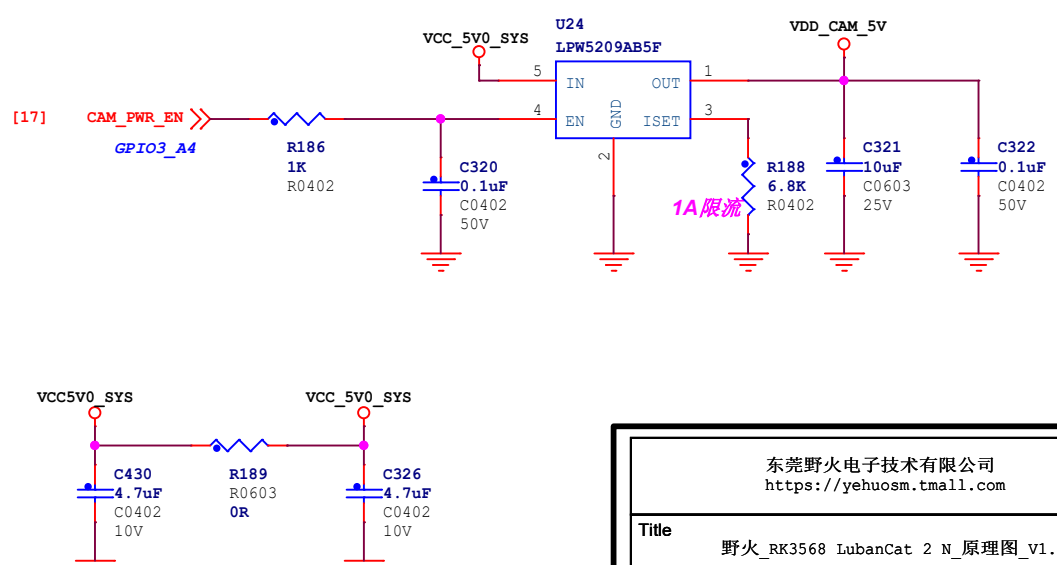 U24
LPW5209AB5F
VCC_5V0_SYS
VDD_CAM_5V
5
IN
OUT
1
[17]
CAM_PWR_EN
4
EN
GND
ISET
3
GPIO3_A4
2
R186
1K
R0402
C320
0.1uF
C0402
50V
R188
6.8K
R0402
1A限流
C321
10uF
C0603
25V
C322
0.1uF
C0402
50V
VCC5V0_SYS
VCC_5V0_SYS
C430
4.7uF
C0402
10V
R189
R0603
0R
C326
4.7uF
C0402
10V
东莞野火电子技术有限公司
https://yehuosm.tmall.com
Title
野火_RK3568 LubanCat 2 N_原理图_V1.